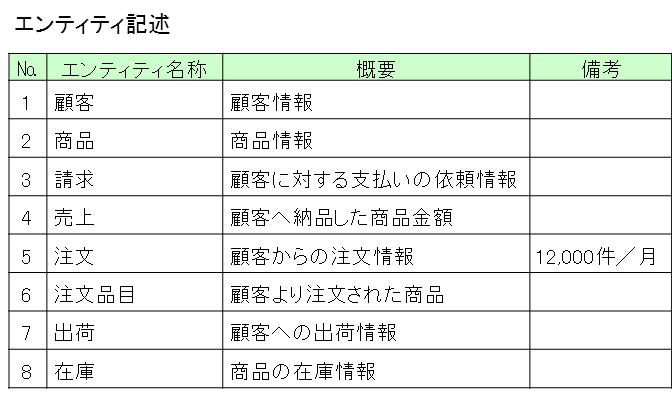 エンティティ記述
No. エンティティ名称 概要 備考
1 顧客 顧客情報
2 商品 商品情報
3 請求 顧客に対する支払いの依頼情報
4 売上 顧客へ納品した商品金額
5 注文 顧客からの注文情報 12,000件／月
6 注文品目 顧客より注文された商品
7 出荷 顧客への出荷情報
8 在庫 商品の在庫情報